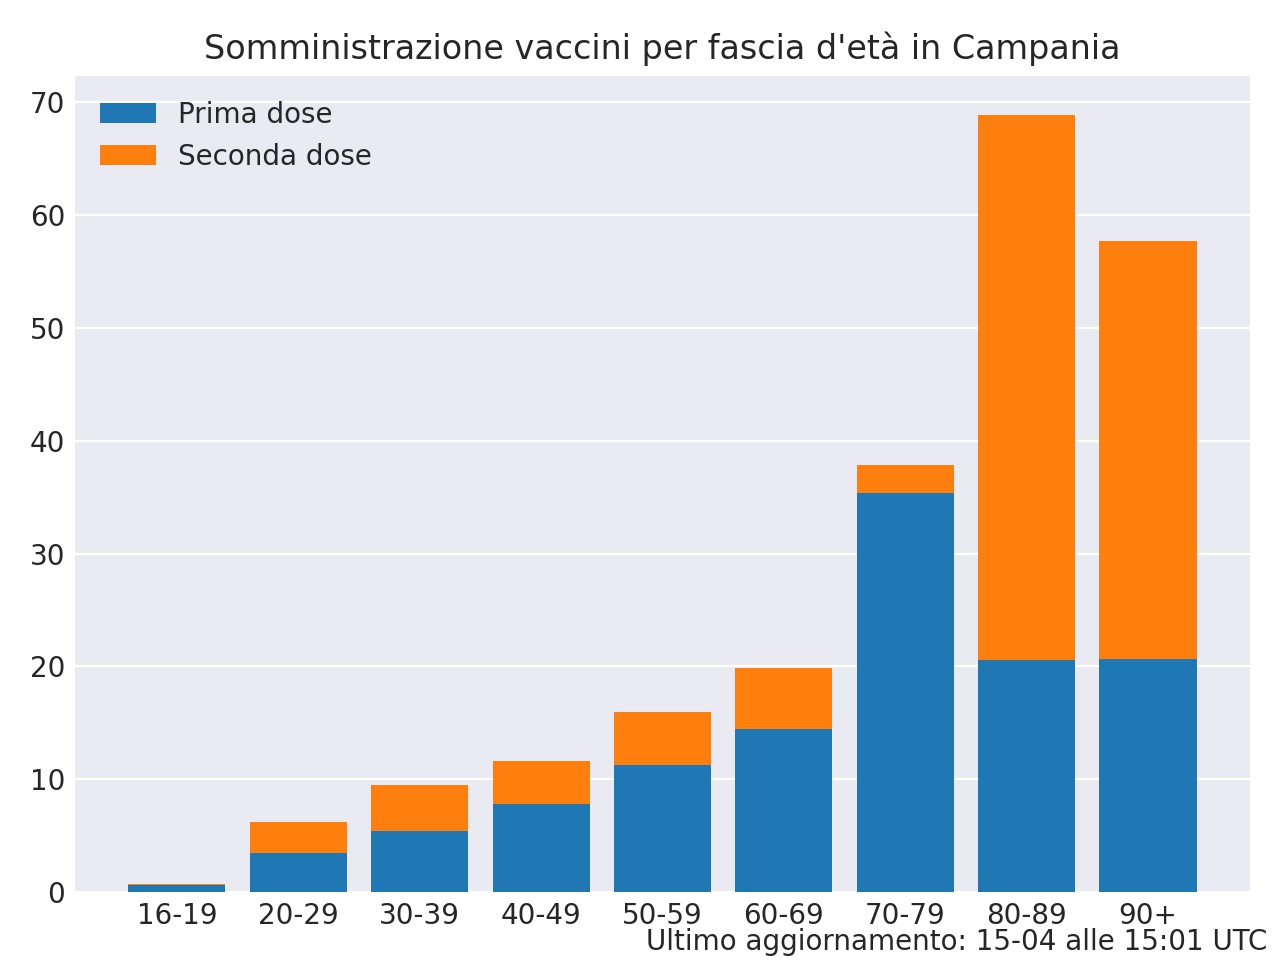 Somministrazione vaccini per fascia d'età in Campania
70
Prima dose
Seconda dose
60
50
40
30
20
10
0
16-19 20-29 30-39 40-49 50-59 60-69 70-79 80-89 90+
Ultimo aggiornamento: 15-04 alle 15:01 UTC